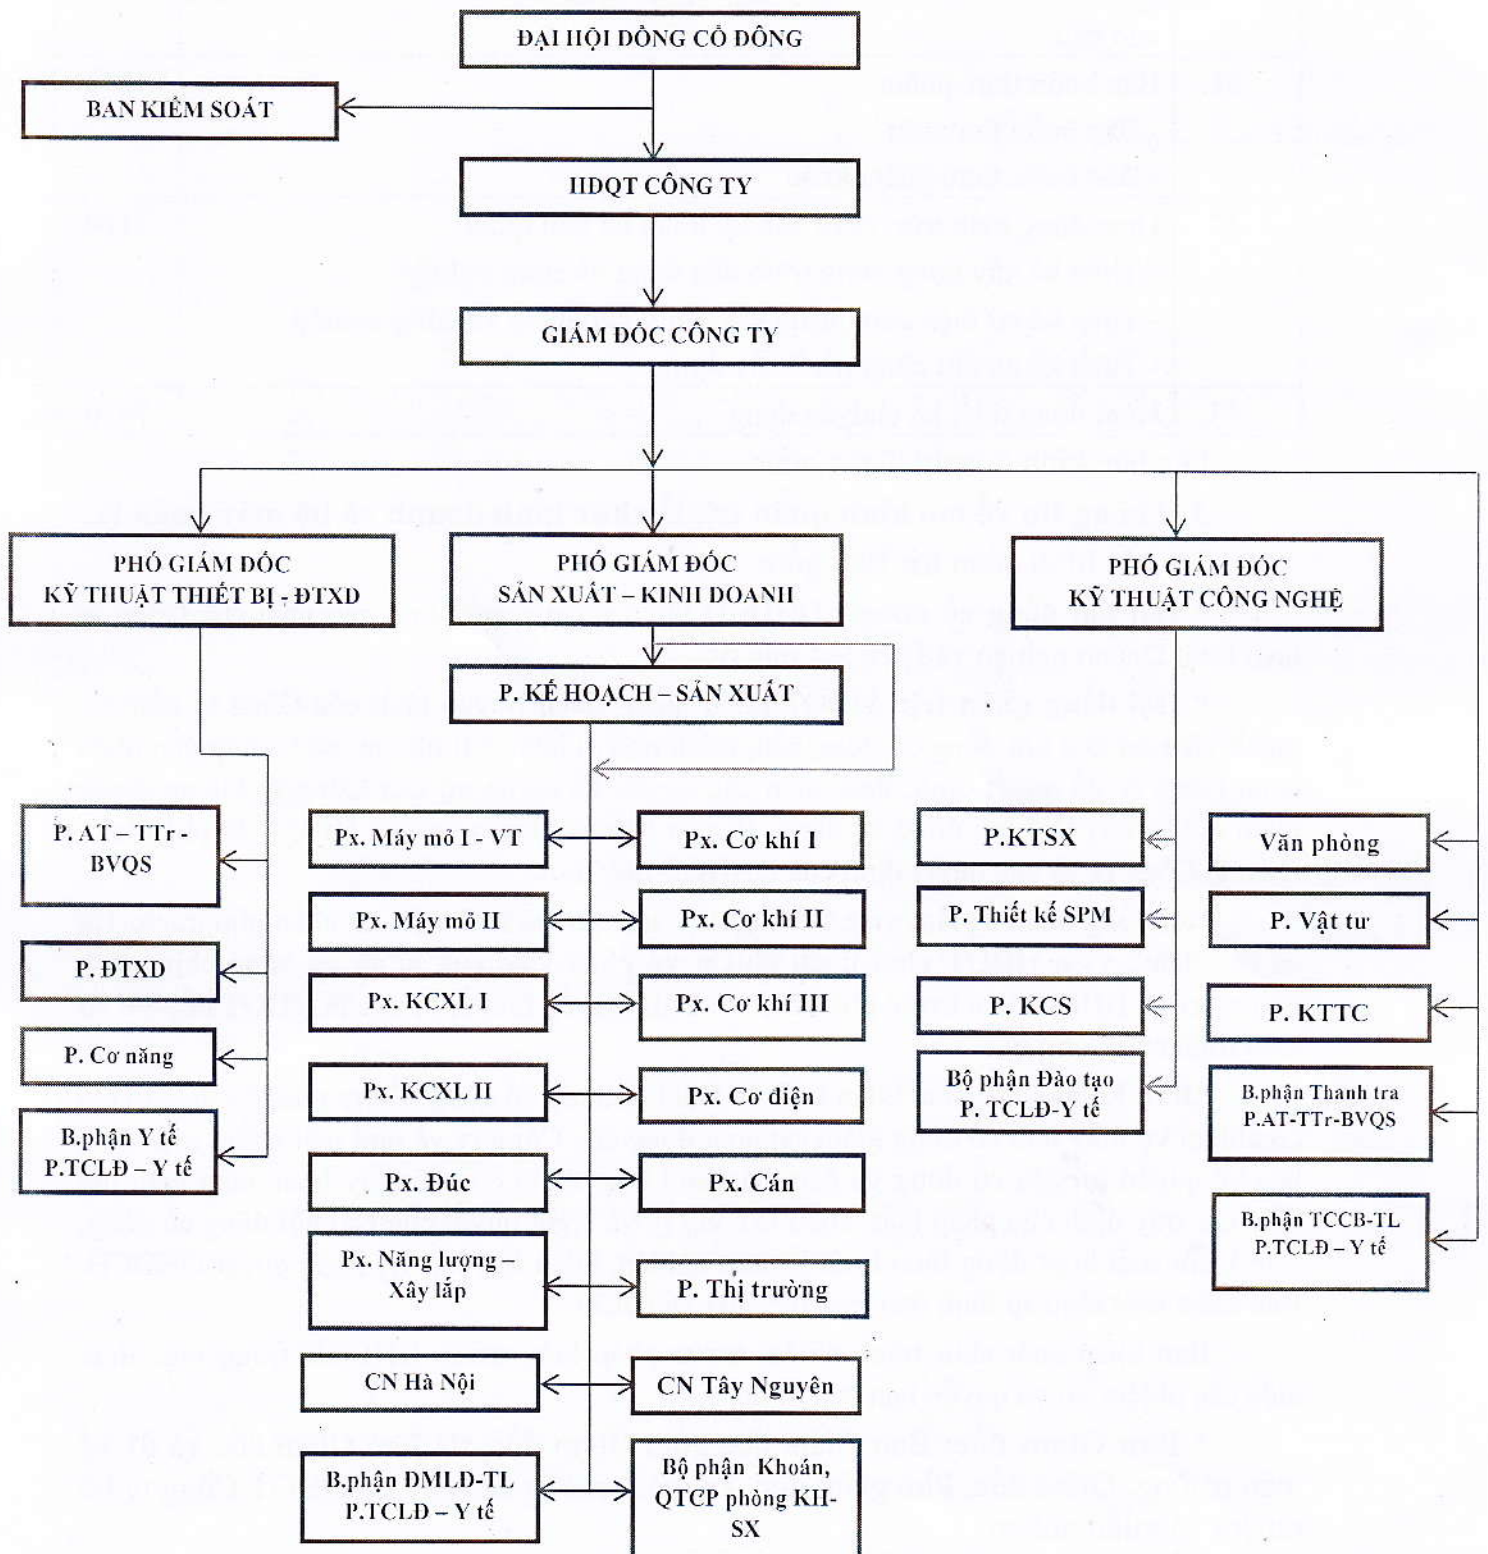 ĐẠI HỘI ĐỒNG CỔ ĐÔNG
BAN KIỂM SOÁT
HĐQT CÔNG TY
GIÁM ĐỐC CÔNG TY
PHÓ GIÁM ĐỐC
KỸ THUẬT THIẾT BỊ - ĐTXD
PHÓ GIÁM ĐỐC
SẢN XUẤT – KINH DOANH
PHÓ GIÁM ĐỐC
KỸ THUẬT CÔNG NGHỆ
P. KẾ HOẠCH – SẢN XUẤT
P. AT – TTr -
BVQS
P. ĐTXD
P. Cơ năng
B.phận Y tế
P.TCLĐ – Y tế
Px. Máy mỏ I - VT
Px. Cơ khí I
Px. Máy mỏ II
Px. Cơ khí II
Px. KCXL I
Px. Cơ khí III
Px. KCXL II
Px. Cơ điện
Px. Đúc
Px. Cán
Px. Năng lượng –
Xây lắp
P. Thị trường
CN Hà Nội
CN Tây Nguyên
B.phận ĐMLĐ-TL
P.TCLĐ – Y tế
Bộ phận Khoán,
QTCP phòng KH-
SX
P.KTSX
P. Thiết kế SPM
P. KCS
Bộ phận Đào tạo
P. TCLĐ-Y tế
Văn phòng
P. Vật tư
P. KTTC
B.phận Thanh tra
P.AT-TTr-BVQS
B.phận TCCB-TL
P.TCLĐ – Y tế